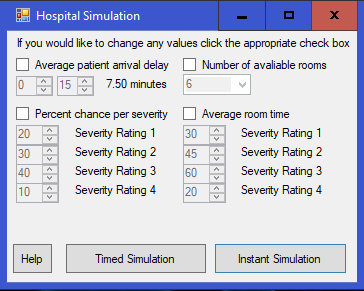 Hospital Simulation
If you would like to change any values click the appropriate check box
Average patient arrival delay
0 15 7.50 minutes
Number of avaliable rooms
6
Percent chance per severity
20 Severity Rating 1
30 Severity Rating 2
40 Severity Rating 3
10 Severity Rating 4
Average room time
30 Severity Rating 1
45 Severity Rating 2
60 Severity Rating 3
20 Severity Rating 4
Help
Timed Simulation
Instant Simulation